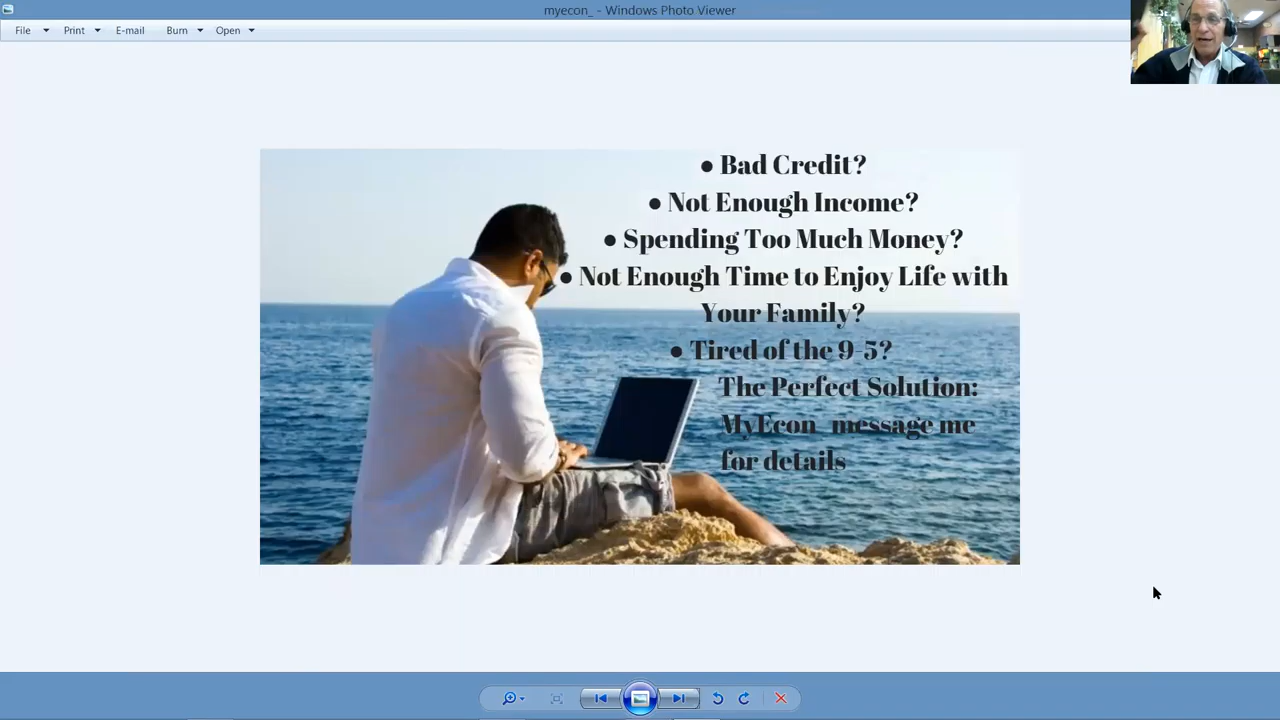 myecon_ - Windows Photo Viewer
File Print E-mail Burn Open
• Bad Credit?
• Not Enough Income?
• Spending Too Much Money?
• Not Enough Time to Enjoy Life with
Your Family?
• Tired of the 9-5?
The Perfect Solution:
MyEcon message me
for details